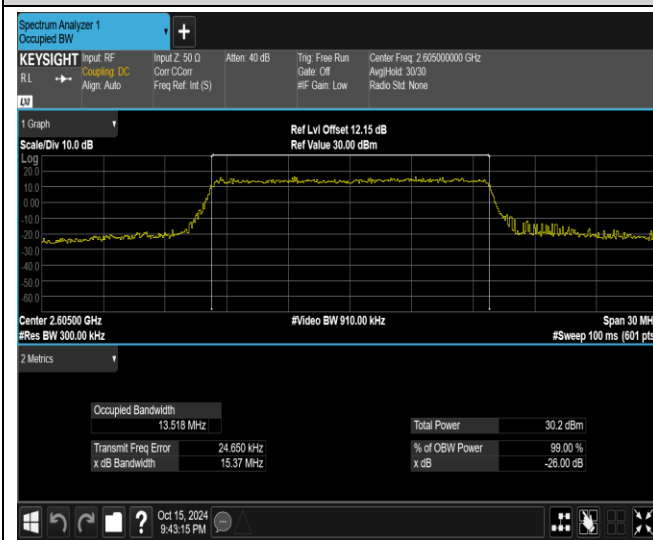 Spectrum Analyzer 1
Occupied BW
KEYSIGHT
RL
LXI
Input: RF
Coupling: DC
Align: Auto
Input Z: 50 Ω
Corr CCorr
Freq Ref: Int (S)
Atten: 40 dB
Trig: Free Run
Gate: Off
#IF Gain: Low
Center Freq: 2.605000000 GHz
Avg|Hold: 30/30
Radio Std: None
1 Graph
Scale/Div 10.0 dB
Ref Lvl Offset 12.15 dB
Ref Value 30.00 dBm
Log
20.0
10.0
0.00
-10.0
-20.0
-30.0
-40.0
-50.0
-60.0
Center 2.60500 GHz
#Res BW 300.00 kHz
#Video BW 910.00 kHz
Span 30 MH
#Sweep 100 ms (601 pts
2 Metrics
Occupied Bandwidth
13.518 MHz
Transmit Freq Error 24.650 kHz
x dB Bandwidth 15.37 MHz
Total Power 30.2 dBm
% of OBW Power 99.00 %
x dB -26.00 dB
?
Oct 15, 2024
9:43:15 PM